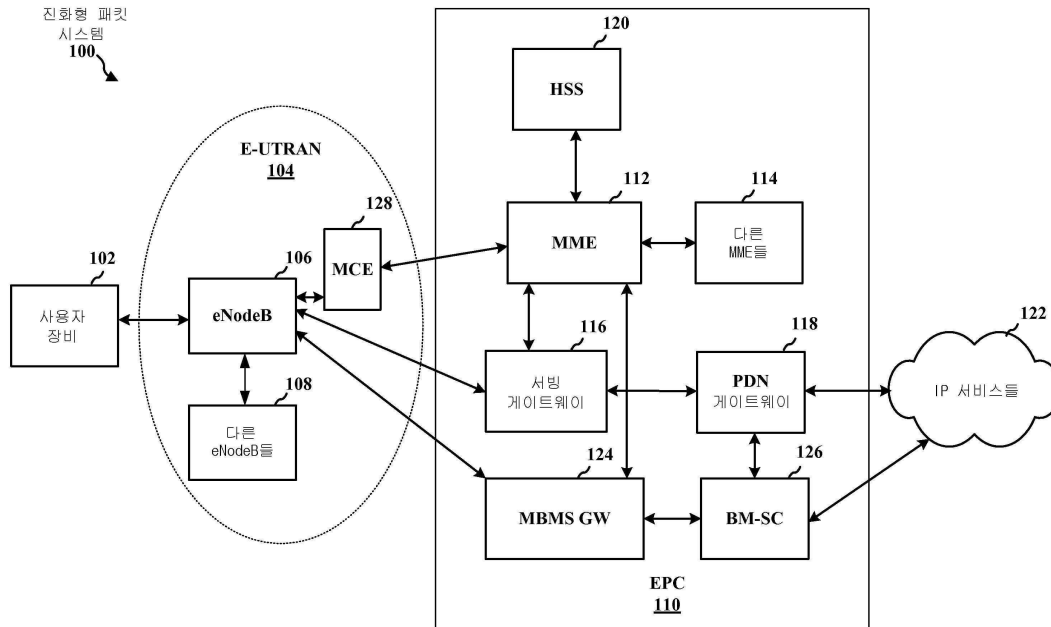 진화형 패킷
시스템
100
120
HSS
E-UTRAN
104
112
114
128
MME
다른
MME들
MCE
102
106
사용자
장비
eNodeB
116
118
122
서빙
게이트웨이
PDN
게이트웨이
IP 서비스들
108
다른
eNodeB들
124
126
MBMS GW
BM-SC
EPC
110